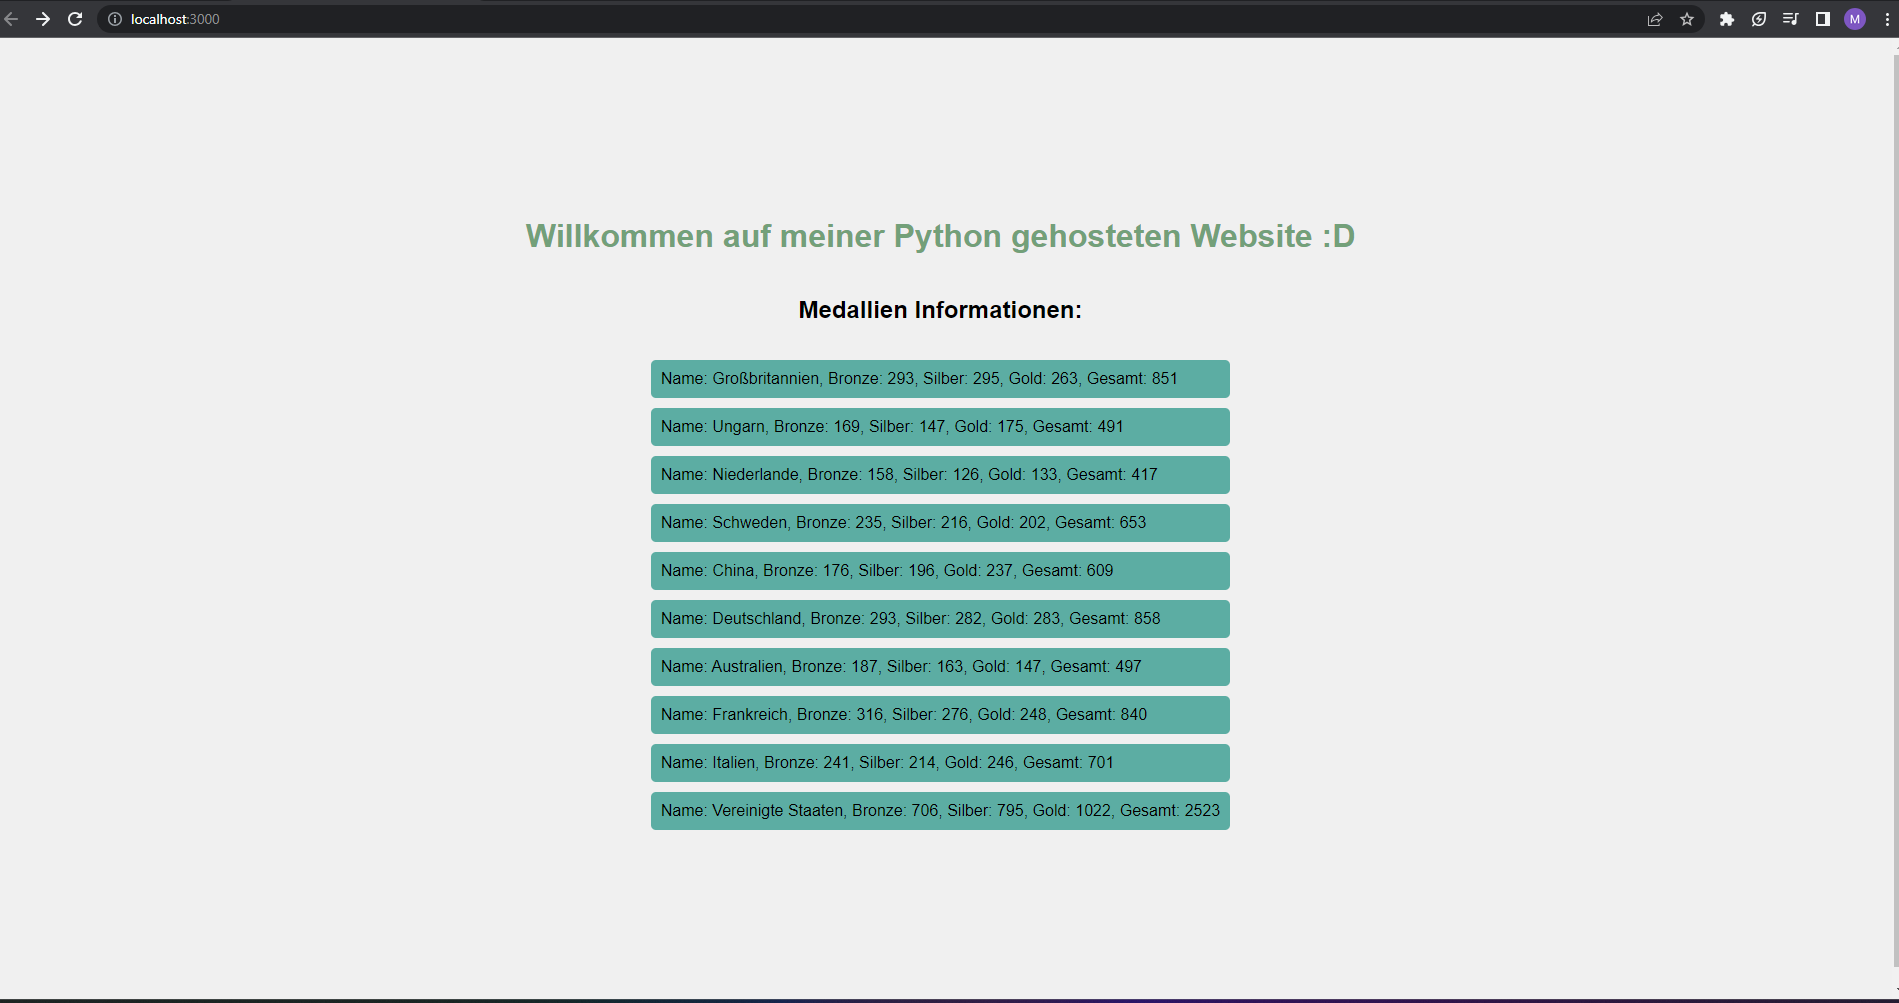 localhost:3000
M
Willkommen auf meiner Python gehosteten Website :D
Medallien Informationen:
Name: Großbritannien, Bronze: 293, Silber: 295, Gold: 263, Gesamt: 851
Name: Ungarn, Bronze: 169, Silber: 147, Gold: 175, Gesamt: 491
Name: Niederlande, Bronze: 158, Silber: 126, Gold: 133, Gesamt: 417
Name: Schweden, Bronze: 235, Silber: 216, Gold: 202, Gesamt: 653
Name: China, Bronze: 176, Silber: 196, Gold: 237, Gesamt: 609
Name: Deutschland, Bronze: 293, Silber: 282, Gold: 283, Gesamt: 858
Name: Australien, Bronze: 187, Silber: 163, Gold: 147, Gesamt: 497
Name: Frankreich, Bronze: 316, Silber: 276, Gold: 248, Gesamt: 840
Name: Italien, Bronze: 241, Silber: 214, Gold: 246, Gesamt: 701
Name: Vereinigte Staaten, Bronze: 706, Silber: 795, Gold: 1022, Gesamt: 2523